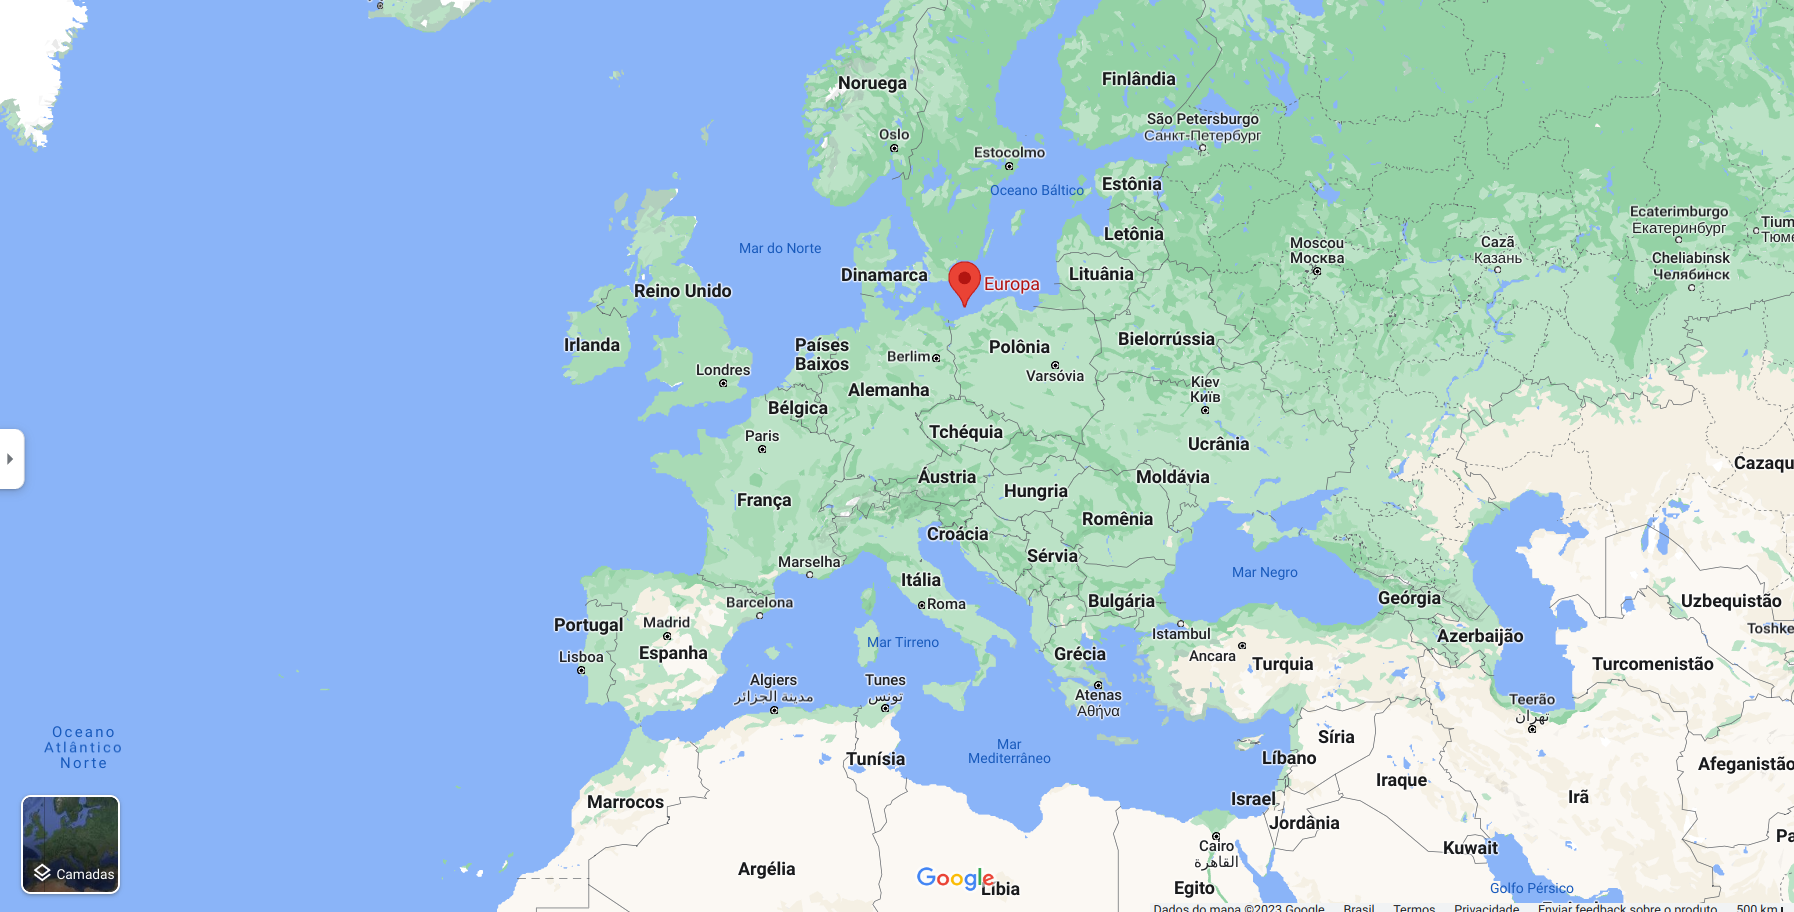 Noruega
Finlândia
São Petersburgo
Санкт-Петербург
Oslo
Estocolmo
Oceano Báltico
Estônia
Ecaterimburgo
Екатеринбург
Letônia
Moscou
Москва
Cazã
Казань
Tium
Тюме
Mar do Norte
Cheliabinsk
Челябинск
Dinamarca
Europa
Lituânia
Reino Unido
Irlanda
Países
Baixos
Berlim
Polônia
Bielorrússia
Londres
Varsóvia
Alemanha
Kiev
Київ
Bélgica
Paris
Tchéquia
Ucrânia
Cazaqu
França
Áustria
Hungria
Moldávia
Croácia
Romênia
Sérvia
Marselha
Itália
Mar Negro
Barcelona
Roma
Bulgária
Geórgia
Uzbequistão
Portugal
Madrid
Mar Tirreno
Istambul
Azerbaijão
Toshke
Lisboa
Espanha
Grécia
Ancara
Turquia
Turcomenistão
Algiers
مدينة الجزائر
Tunes
تونس
Atenas
Αθήνα
Teerão
تهران
Oceano
Atlântico
Norte
Mar
Mediterrâneo
Tunísia
Síria
Líbano
Iraque
Afeganistão
Marrocos
Israel
Jordânia
Irã
Pa
Cairo
القاهرة
Kuwait
Argélia
Camadas
Google
Líbia
Egito
Golfo Pérsico
Dados do mapa ©2023 Google Brasil Termos Privacidade Enviar feedback sobre o produto 500 km